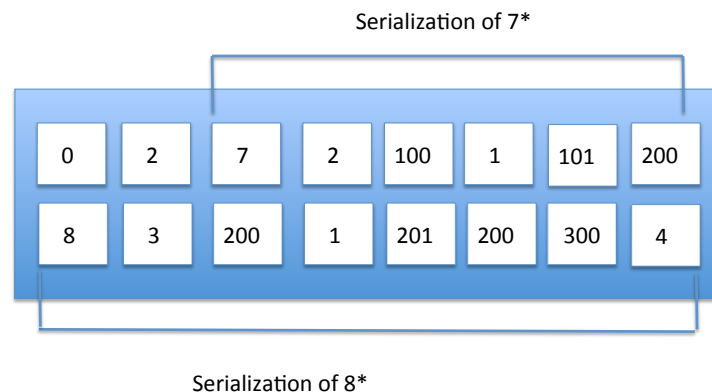 Serialization of 7*
0 2 7 2 100 1 101 200
8 3 200 1 201 200 300 4
Serialization of 8*